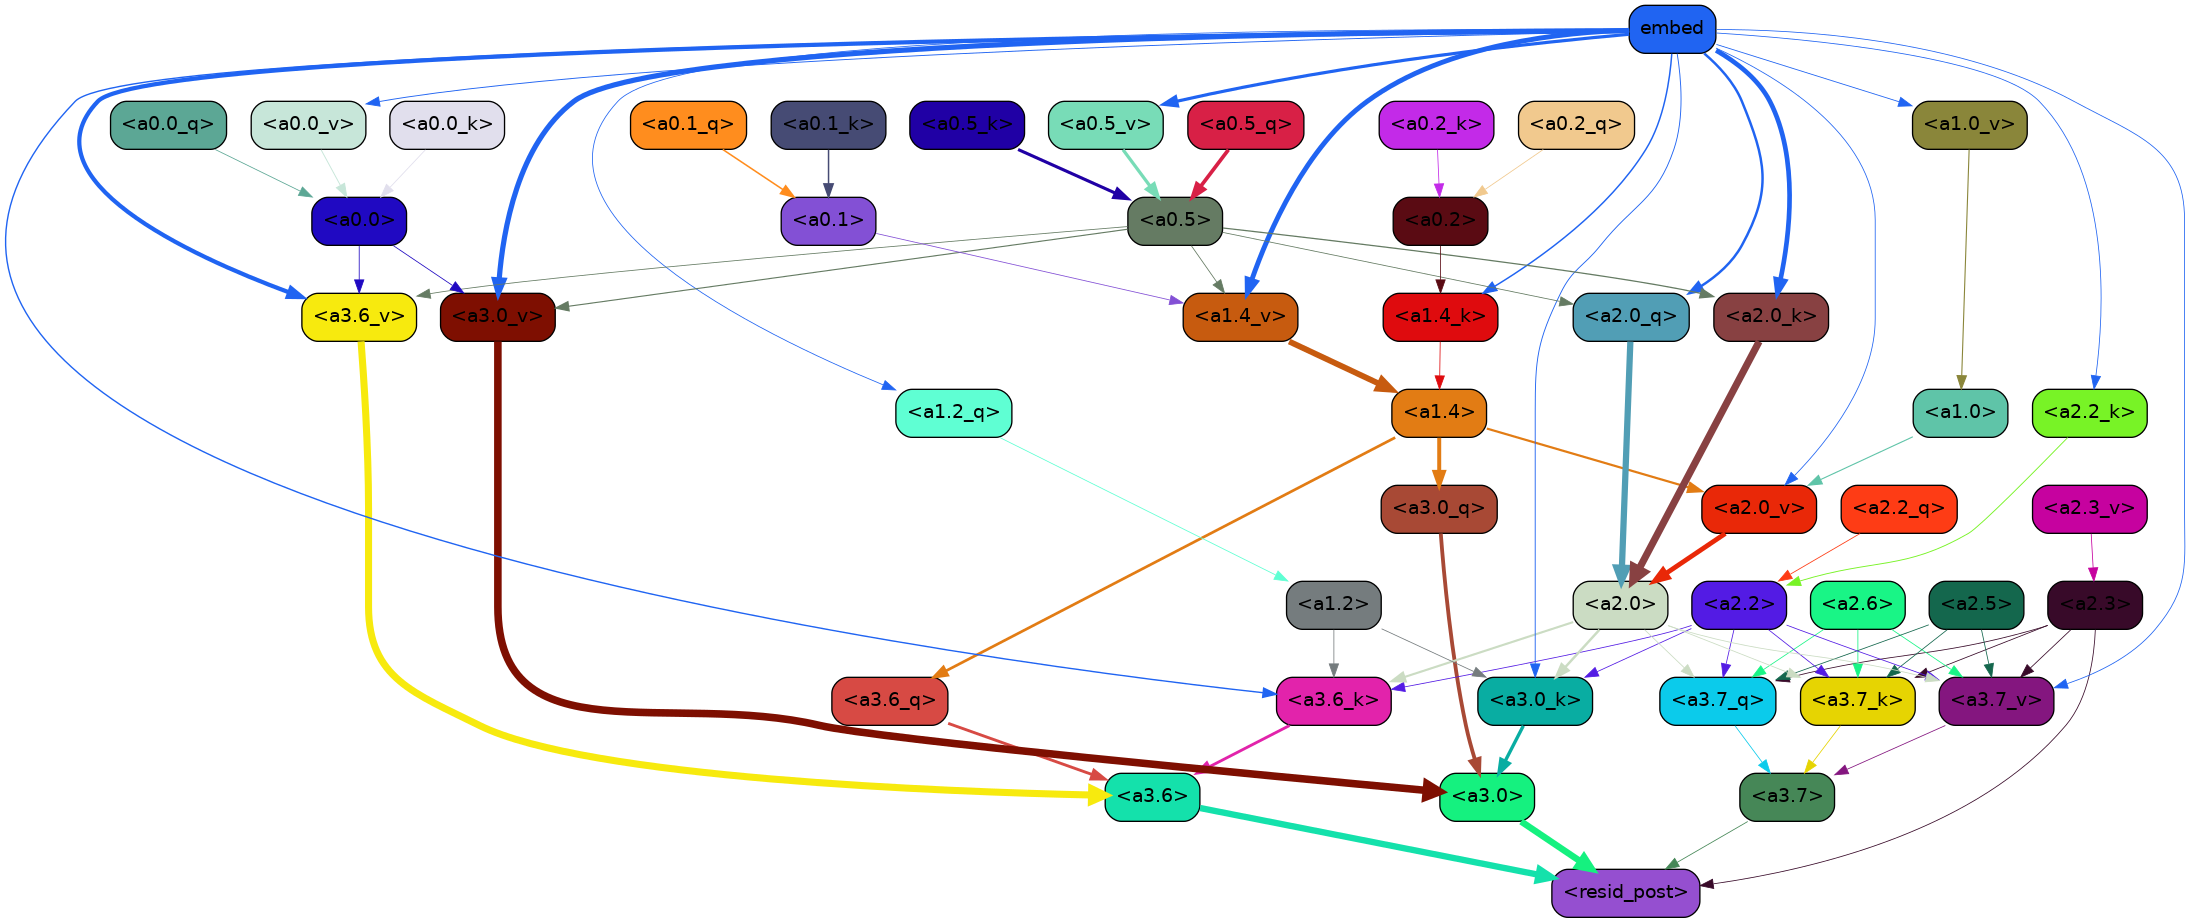 embed
<a0.0_q>
<a0.0_v>
<a0.0_k>
<a0.1_q>
<a0.1_k>
<a0.5_k>
<a0.5_v>
<a0.5_q>
<a0.2_k>
<a0.2_q>
<a1.0_v>
<a0.0>
<a0.1>
<a0.5>
<a0.2>
<a3.6_v>
<a3.0_v>
<a1.4_v>
<a1.4_k>
<a2.0_q>
<a2.0_k>
<a1.2_q>
<a1.4>
<a1.0>
<a2.2_k>
<a3.0_q>
<a2.0_v>
<a2.2_q>
<a2.3_v>
<a1.2>
<a2.0>
<a2.2>
<a2.6>
<a2.5>
<a2.3>
<a3.6_q>
<a3.6_k>
<a3.0_k>
<a3.7_q>
<a3.7_k>
<a3.7_v>
<a3.6>
<a3.0>
<a3.7>
<resid_post>